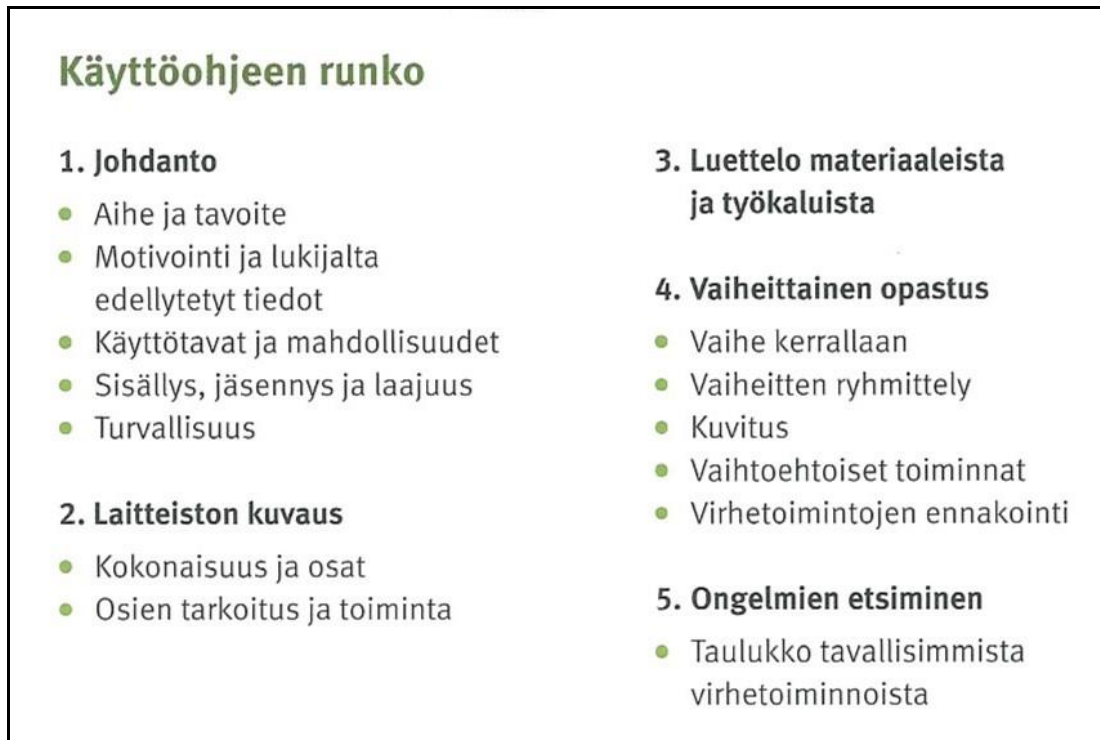 Käyttöohjeen runko
1. Johdanto
• Aihe ja tavoite
• Motivointi ja lukijalta
edellytetyt tiedot
• Käyttötavat ja mahdollisuudet
• Sisällys, jäsennys ja laajuus
• Turvallisuus
2. Laitteiston kuvaus
• Kokonaisuus ja osat
• Osien tarkoitus ja toiminta
3. Luettelo materiaaleista
ja työkaluista
4. Vaiheittainen opastus
• Vaihe kerrallaan
• Vaiheitten ryhmittely
• Kuvitus
• Vaihtoehtoiset toiminnat
• Virhetoimintojen ennakointi
5. Ongelmien etsiminen
• Taulukko tavallisimmista
virhetoiminnoista